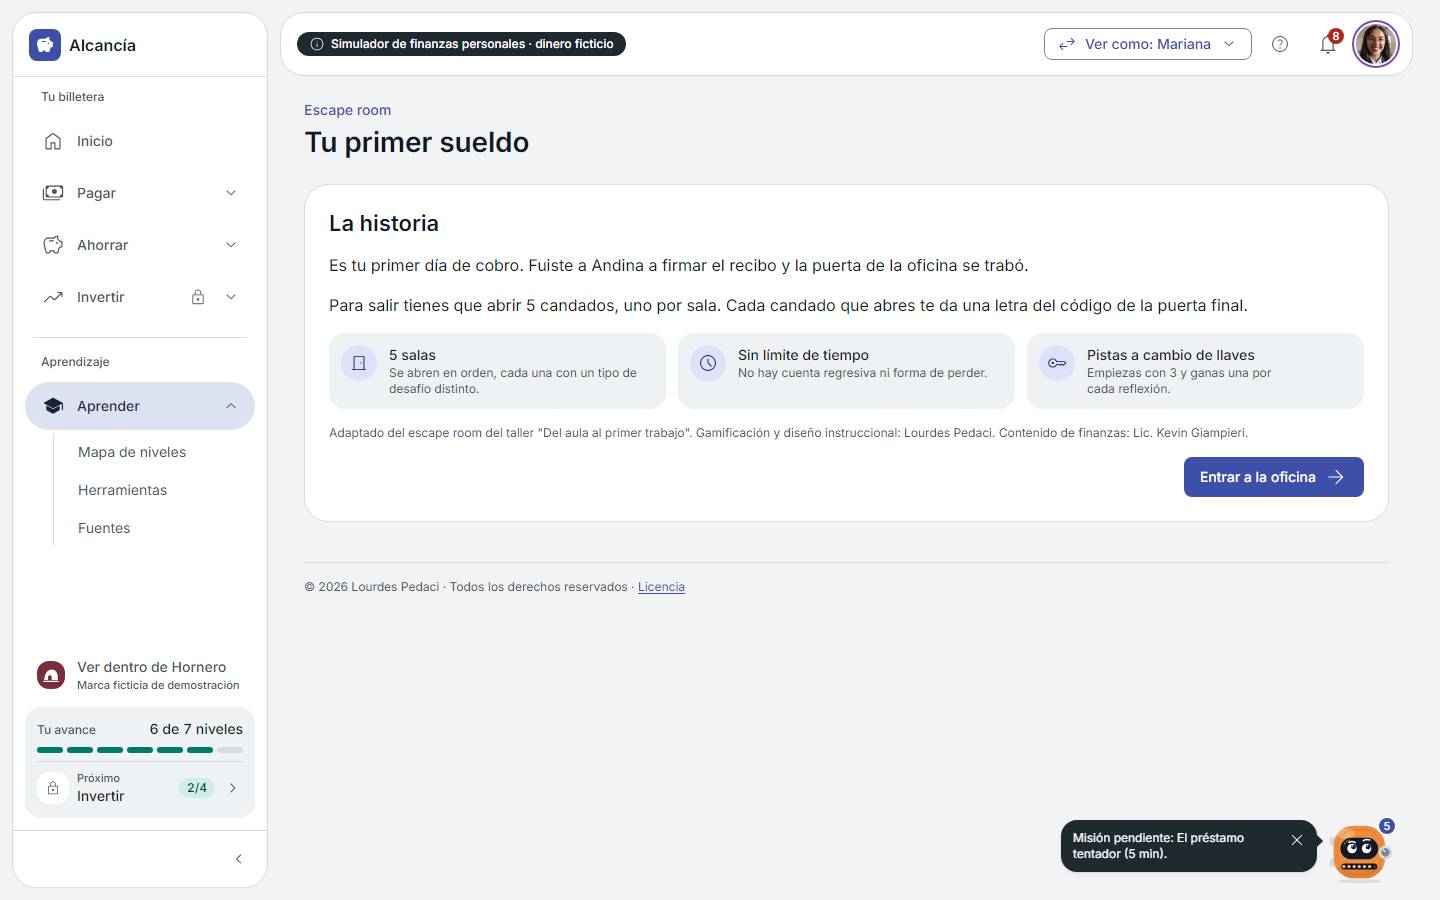 Alcancía
Tu billetera
Inicio
Pagar
Ahorrar
Invertir
Aprendizaje
Aprender
Mapa de niveles
Herramientas
Fuentes
Ver dentro de Hornero
Marca ficticia de demostración
Tu avance
6 de 7 niveles
Próximo
Invertir
2/4
Simulador de finanzas personales · dinero ficticio
Ver como: Mariana
8
Escape room
Tu primer sueldo
La historia
Es tu primer día de cobro. Fuiste a Andina a firmar el recibo y la puerta de la oficina se trabó.
Para salir tienes que abrir 5 candados, uno por sala. Cada candado que abres te da una letra del código de la puerta final.
5 salas
Se abren en orden, cada una con un tipo de
desafío distinto.
Sin límite de tiempo
No hay cuenta regresiva ni forma de perder.
Pistas a cambio de llaves
Empiezas con 3 y ganas una por
cada reflexión.
Adaptado del escape room del taller "Del aula al primer trabajo". Gamificación y diseño instruccional: Lourdes Pedaci. Contenido de finanzas: Lic. Kevin Giampieri.
Entrar a la oficina
© 2026 Lourdes Pedaci · Todos los derechos reservados · Licencia
Misión pendiente: El préstamo
tentador (5 min).
5